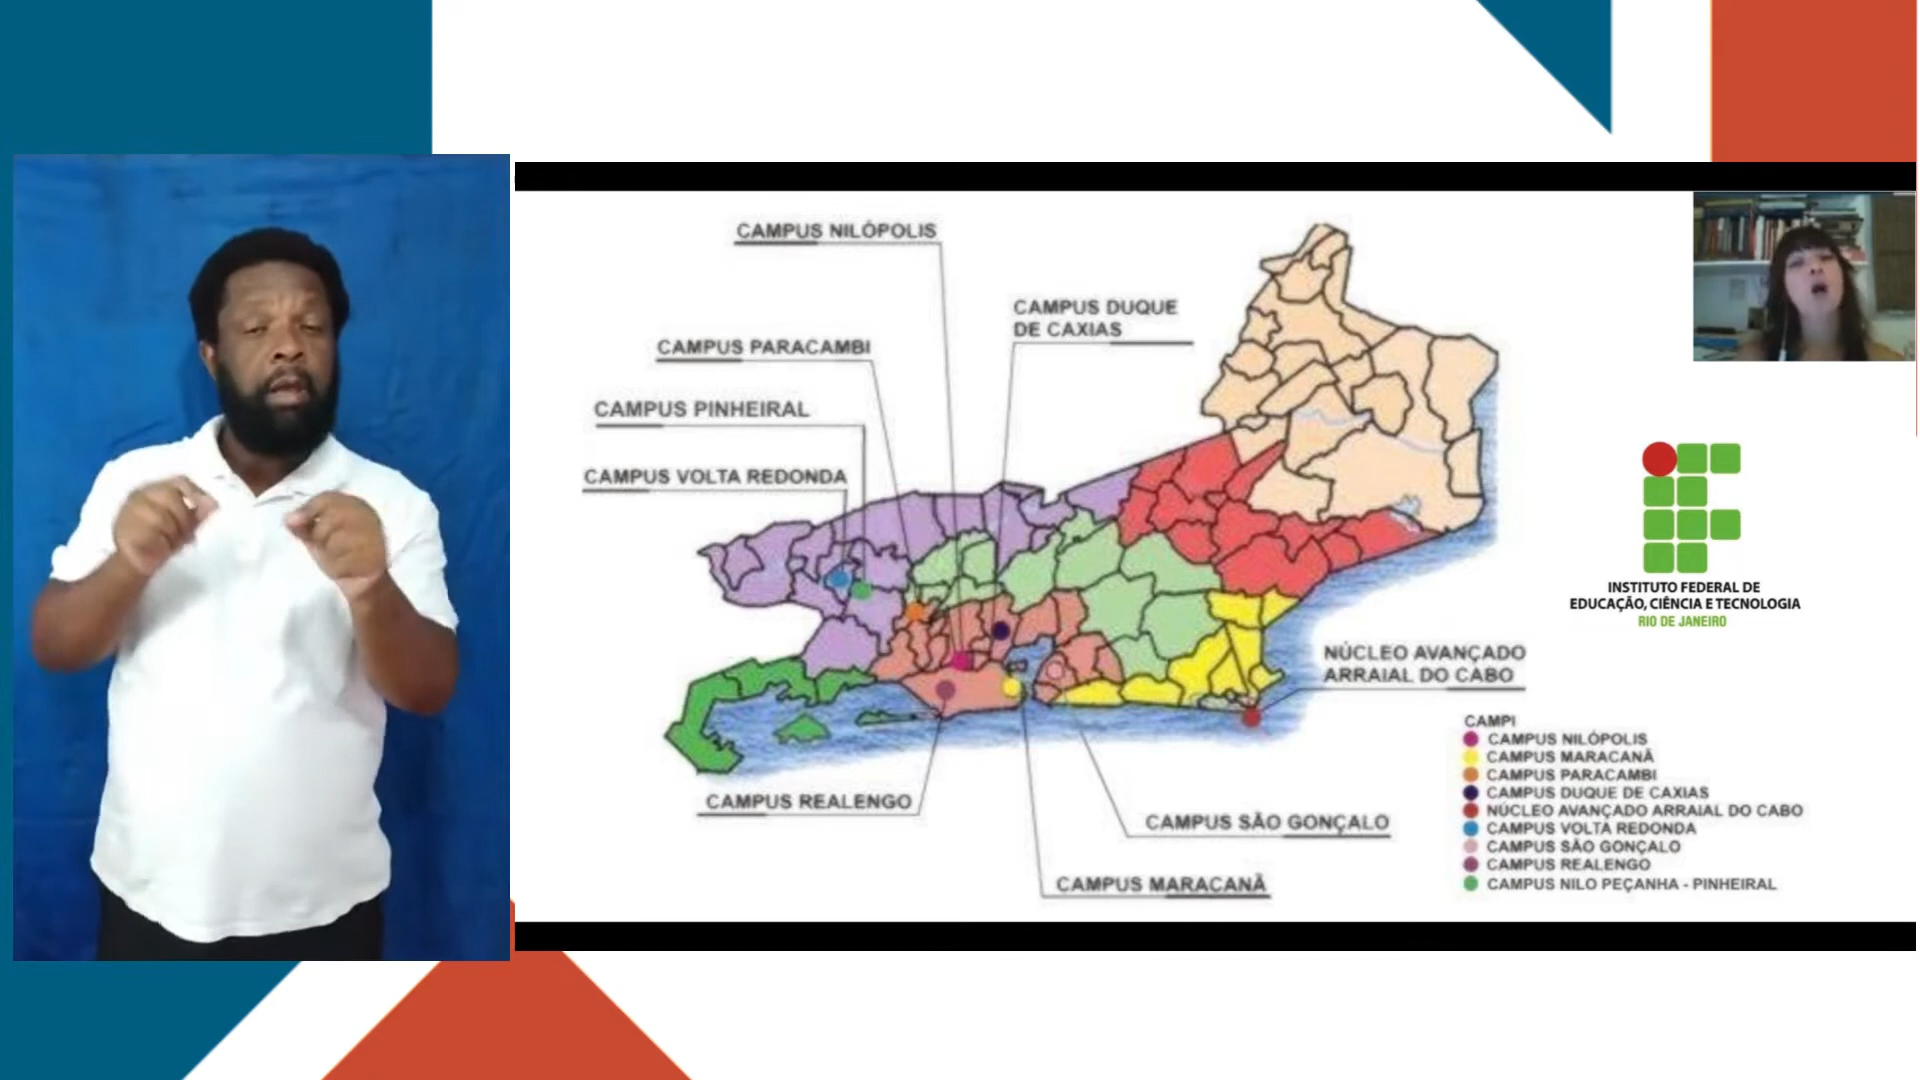 CAMPUS NILÓPOLIS
CAMPUS DUQUE
DE CAXIAS
CAMPUS PARACAMBI
CAMPUS PINHEIRAL
CAMPUS VOLTA REDONDA
INSTITUTO FEDERAL DE
EDUCAÇÃO, CIÊNCIA E TECNOLOGIA
RIO DE JANEIRO
NÚCLEO AVANÇADO
ARRAIAL DO CABO
CAMPUS REALENGO
CAMPUS SÃO GONÇALO
CAMPUS MARACANÃ
CAMPI
CAMPUS NILÓPOLIS
CAMPUS MARACANÃ
CAMPUS PARACAMBI
CAMPUS DUQUE DE CAXIAS
NÚCLEO AVANÇADO ARRAIAL DO CABO
CAMPUS VOLTA REDONDA
CAMPUS SÃO GONÇALO
CAMPUS REALENGO
CAMPUS NILO PEÇANHA - PINHEIRAL